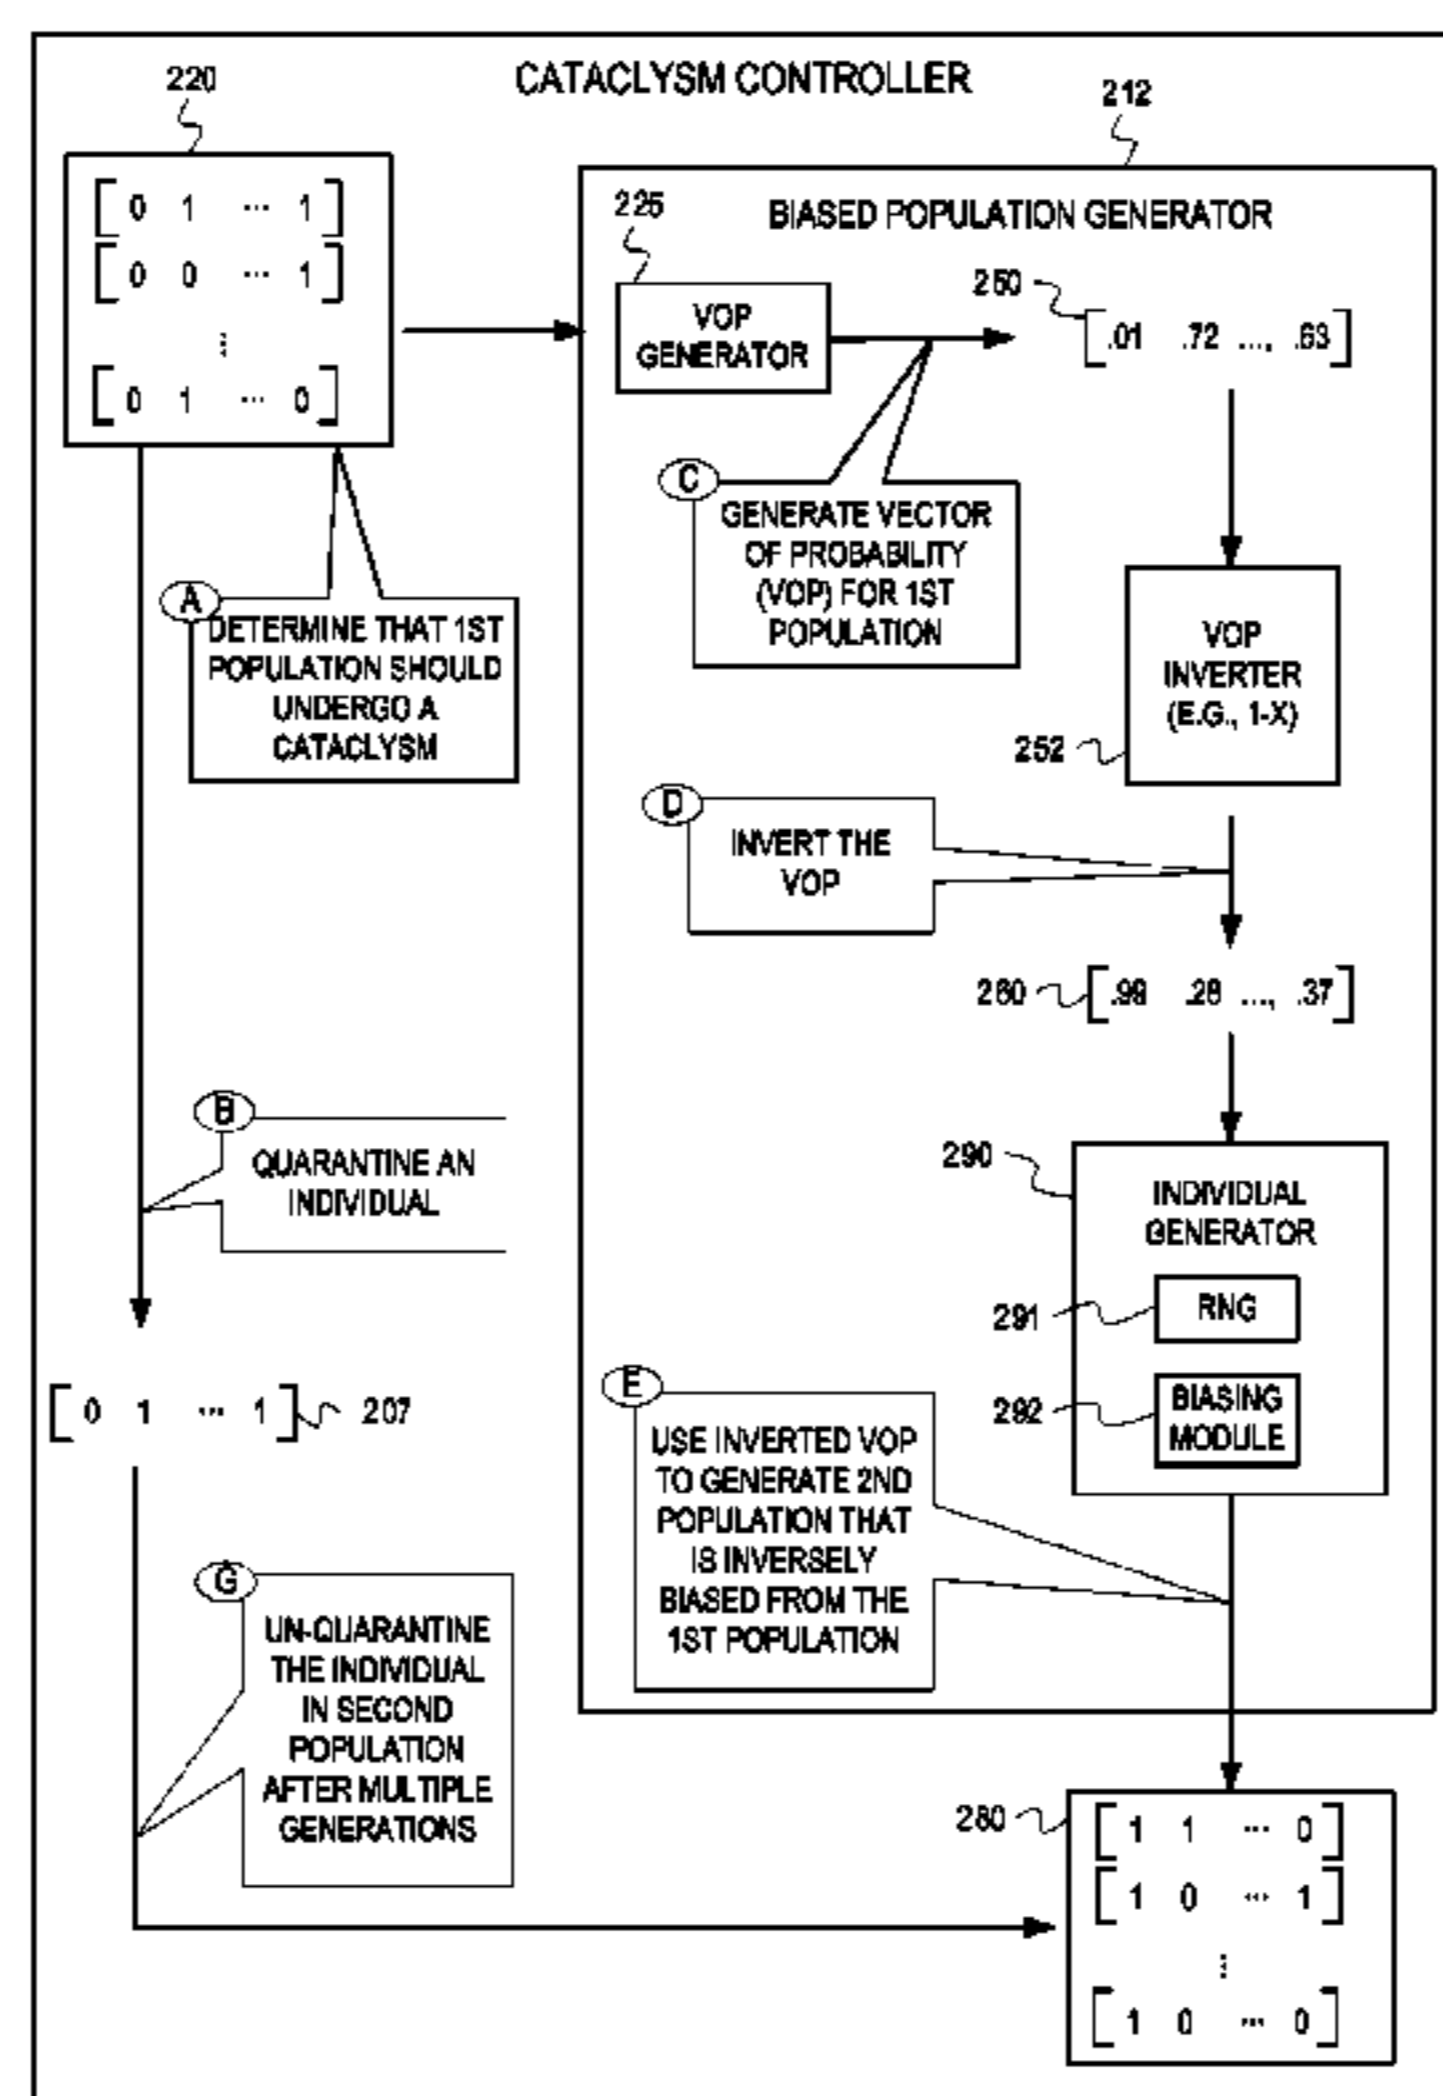 CATACLYSM CONTROLLER
220
212
[0 1 ... 1]
[0 0 ... 1]
⋮
[0 1 ... 0]
BIASED POPULATION GENERATOR
225
VOP
GENERATOR
250
[.01 .72 ..., .63]
C
GENERATE VECTOR
OF PROBABILITY
(VOP) FOR 1ST
POPULATION
A
DETERMINE THAT 1ST
POPULATION SHOULD
UNDERGO A
CATACLYSM
VOP
INVERTER
(E.G., 1-X)
252
D
INVERT THE
VOP
260
[.99 .28 ..., .37]
B
QUARANTINE AN
INDIVIDUAL
290
INDIVIDUAL
GENERATOR
291
RNG
292
BIASING
MODULE
[0 1 ... 1]
207
E
USE INVERTED VOP
TO GENERATE 2ND
POPULATION THAT
IS INVERSELY
BIASED FROM THE
1ST POPULATION
G
UN-QUARANTINE
THE INDIVIDUAL
IN SECOND
POPULATION
AFTER MULTIPLE
GENERATIONS
280
[1 1 ... 0]
[1 0 ... 1]
⋮
[1 0 ... 0]